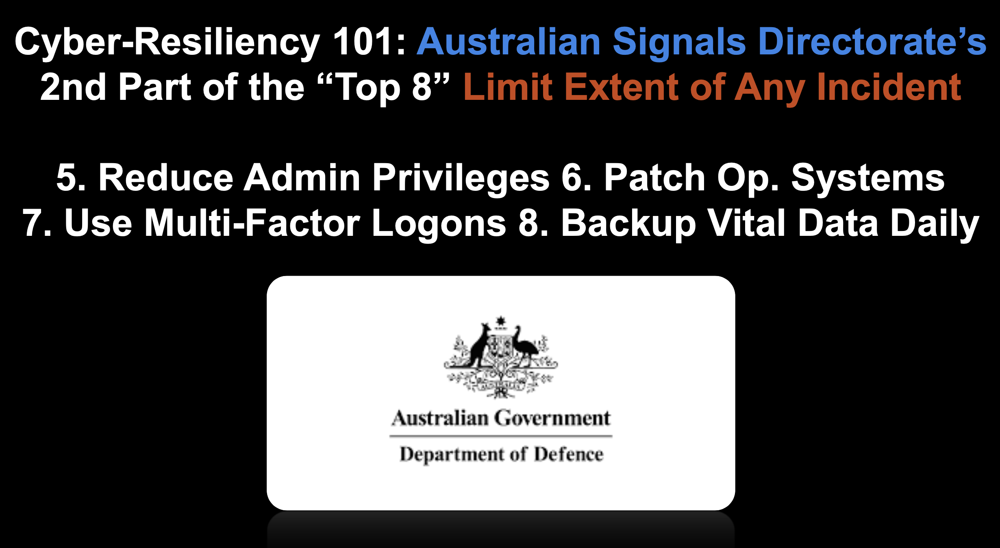 Cyber-Resiliency 101: Australian Signals Directorate’s
2nd Part of the “Top 8” Limit Extent of Any Incident
5. Reduce Admin Privileges 6. Patch Op. Systems
7. Use Multi-Factor Logons 8. Backup Vital Data Daily
Australian Government
Department of Defence